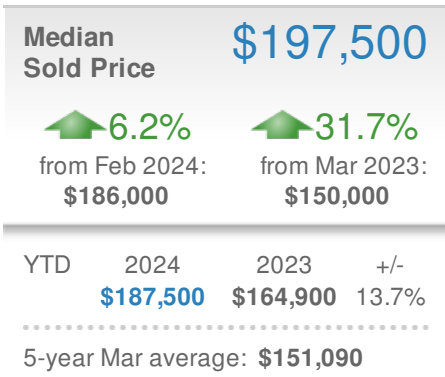 Median
Sold Price
$197,500
6.2%
31.7%
from Feb 2024:
from Mar 2023:
$186,000
$150,000
YTD 2024 2023 +/-
$187,500 $164,900 13.7%
5-year Mar average: $151,090